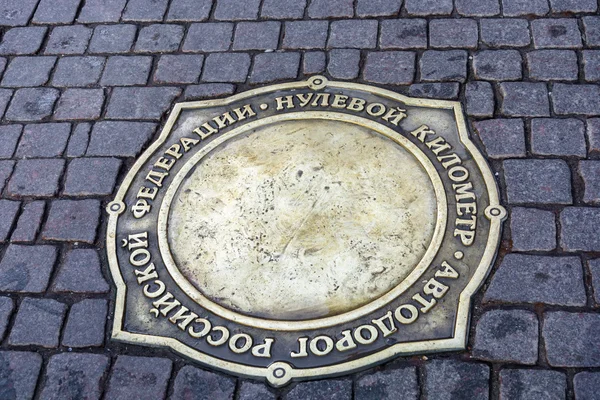 НУЛЕВОЙ КИЛОМЕТР · АВТОДОРОГ РОССИЙСКОЙ ФЕДЕРАЦИИ ·